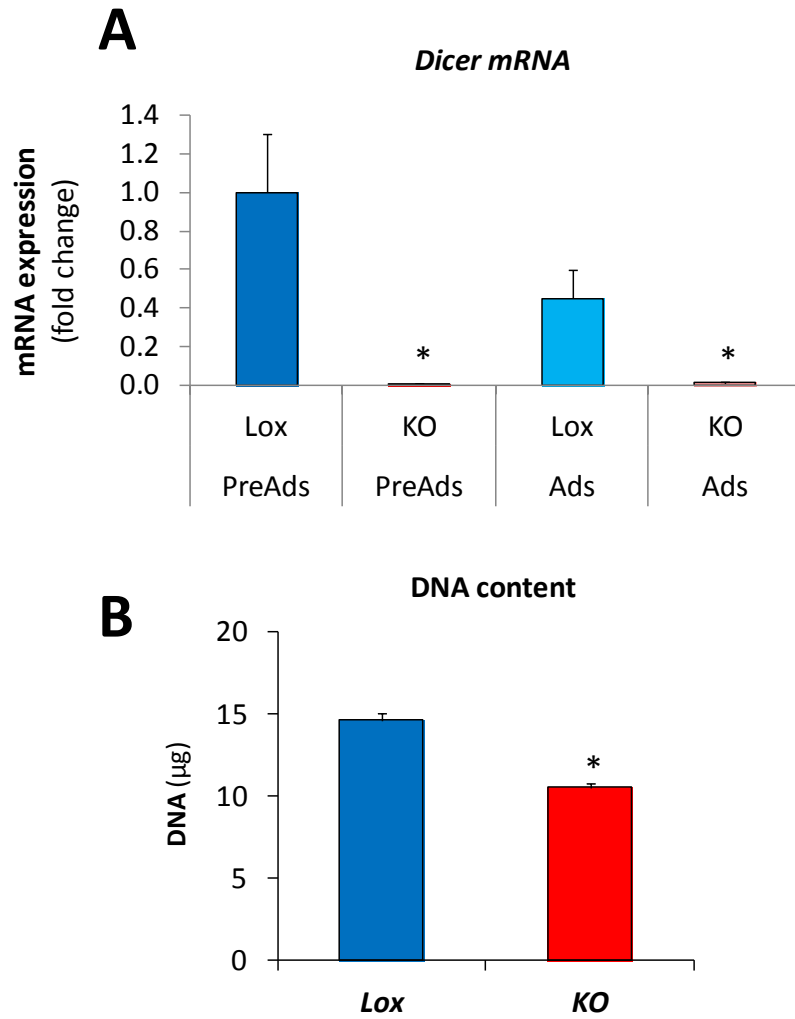 A
Dicer mRNA
mRNA expression
(fold change)
1.4
1.2
1.0
0.8
0.6
0.4
0.2
0.0
*
*
Lox KO Lox KO
PreAds PreAds Ads Ads
B
DNA content
DNA (µg)
20
15
10
5
0
*
Lox KO